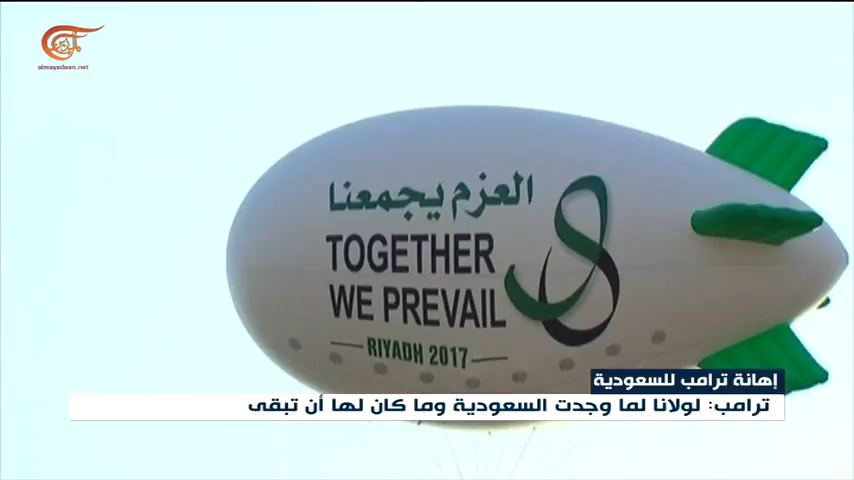 almayadeen.net
العزم يجمعنا
TOGETHER
WE PREVAIL
RIYADH 2017
إهانة ترامب للسعودية
ترامب: لولانا لما وجدت السعودية وما كان لها أن تبقى